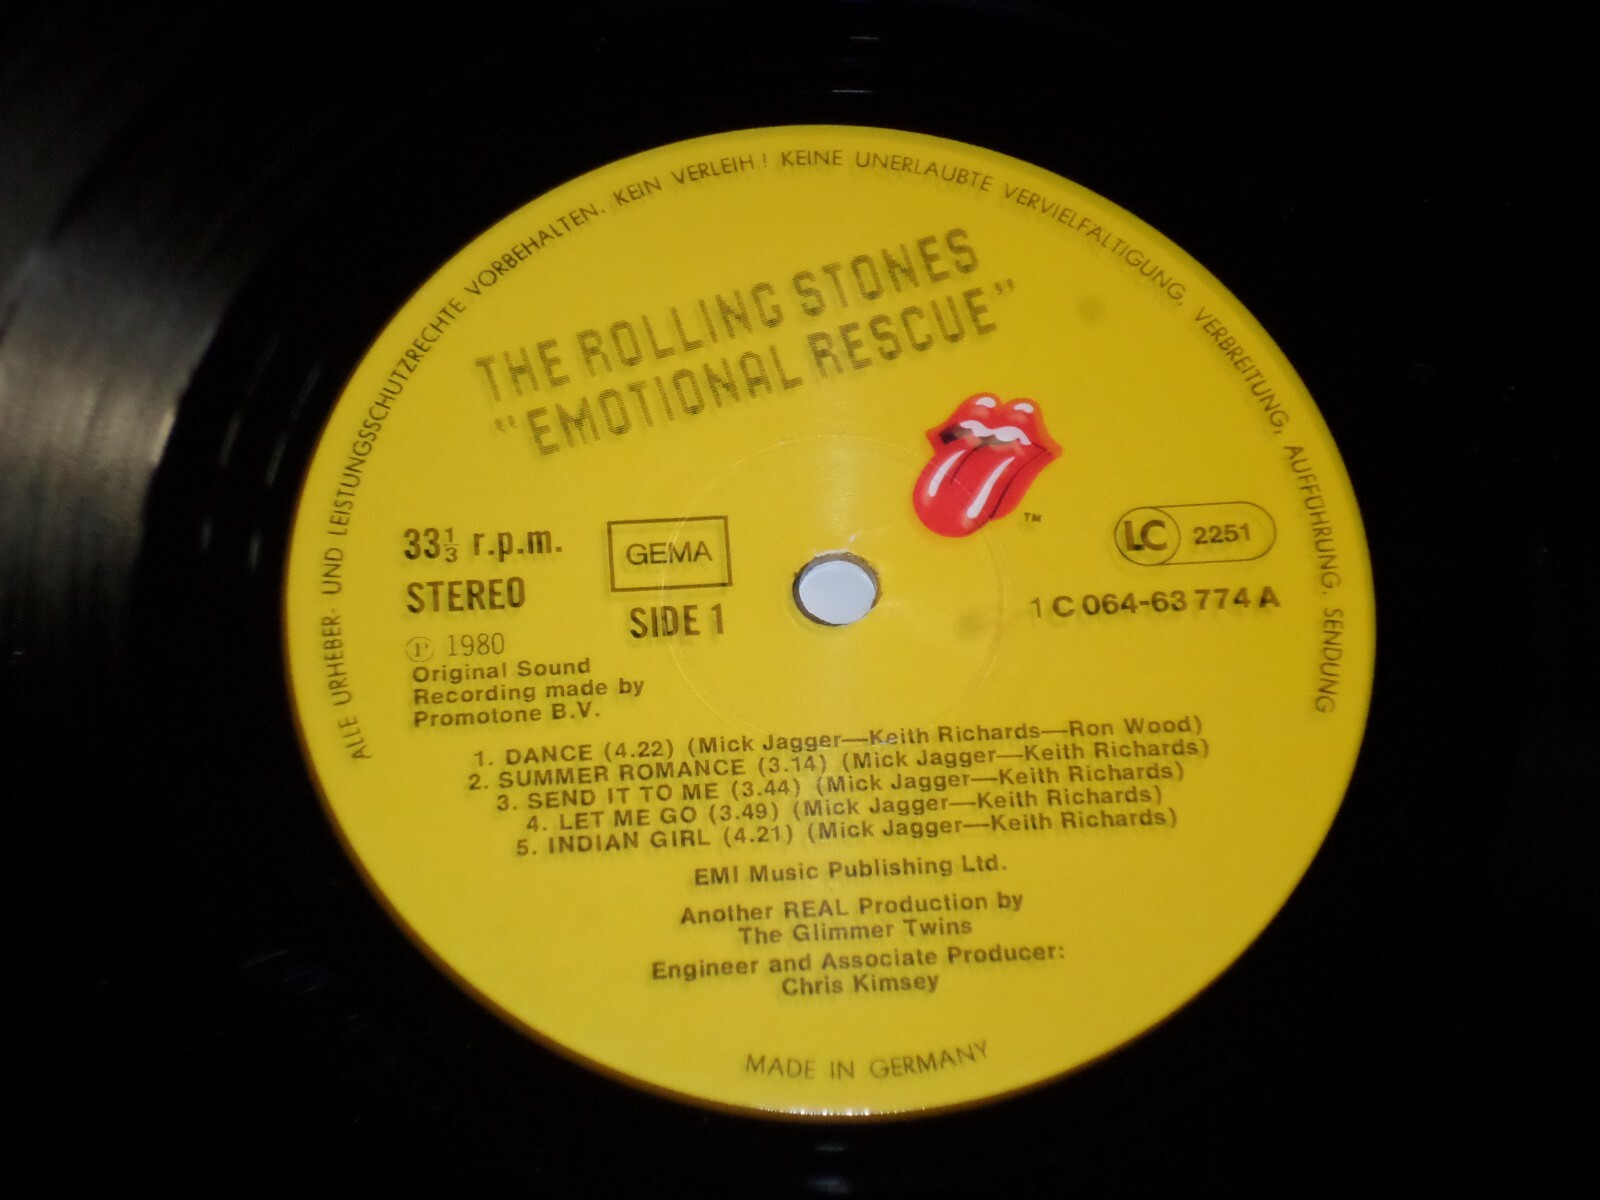 ALLE URHEBER- UND LEISTUNGSSCHUTZRECHTE VORBEHALTEN. KEIN VERLEIH! KEINE UNERLAUBTE VERVIELFÄLTIGUNG, VERBREITUNG, AUFFÜHRUNG, SENDUNG
THE ROLLING STONES
"EMOTIONAL RESCUE"
TM
33⅓ r.p.m.
STEREO
GEMA
SIDE 1
LC 2251
1 C 064-63 774 A
℗ 1980
Original Sound
Recording made by
Promotone B.V.
1. DANCE (4.22) (Mick Jagger—Keith Richards—Ron Wood)
2. SUMMER ROMANCE (3.14) (Mick Jagger—Keith Richards)
3. SEND IT TO ME (3.44) (Mick Jagger—Keith Richards)
4. LET ME GO (3.49) (Mick Jagger—Keith Richards)
5. INDIAN GIRL (4.21) (Mick Jagger—Keith Richards)
EMI Music Publishing Ltd.
Another REAL Production by
The Glimmer Twins
Engineer and Associate Producer:
Chris Kimsey
MADE IN GERMANY